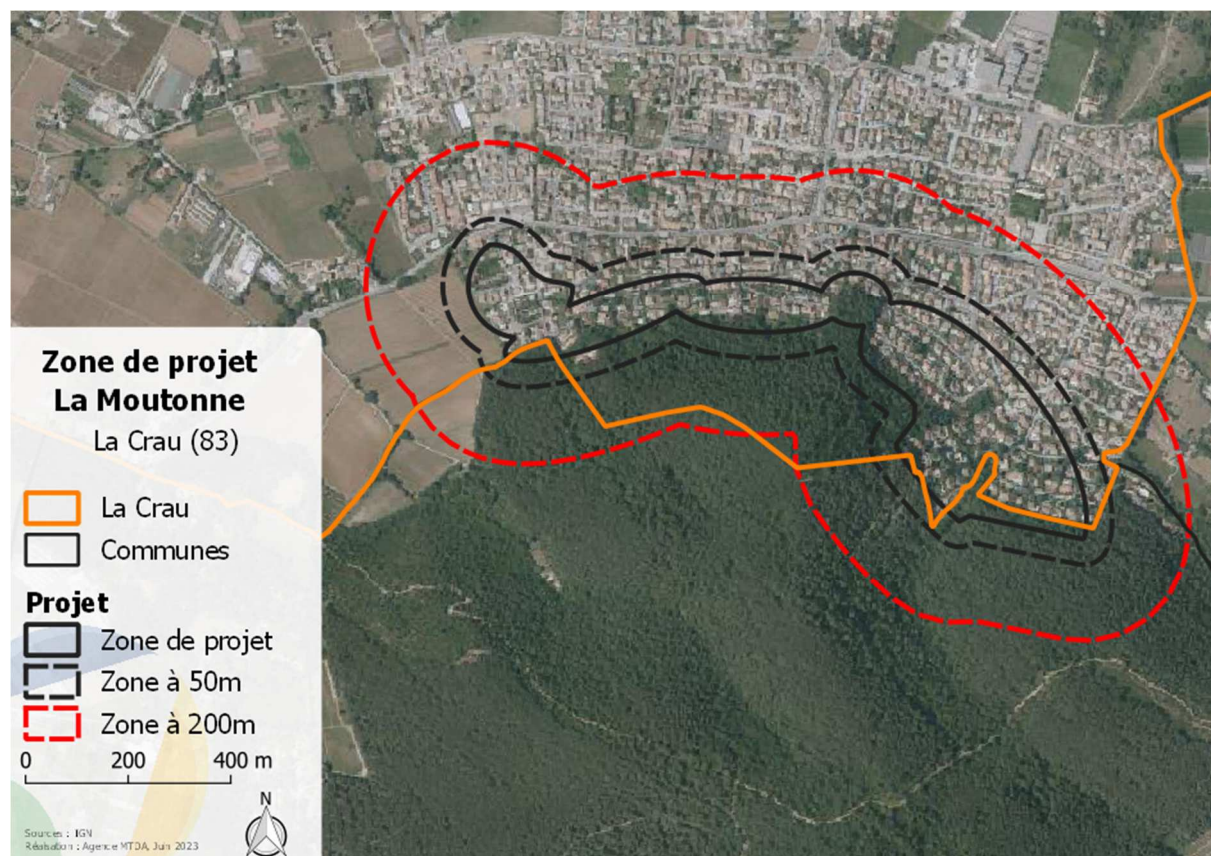 Zone de projet
La Moutonne
La Crau (83)
La Crau
Communes
Projet
Zone de projet
Zone à 50m
Zone à 200m
0 200 400 m
N
Sources : IGN
Réalisation : Agence MTDA, Juin 2023